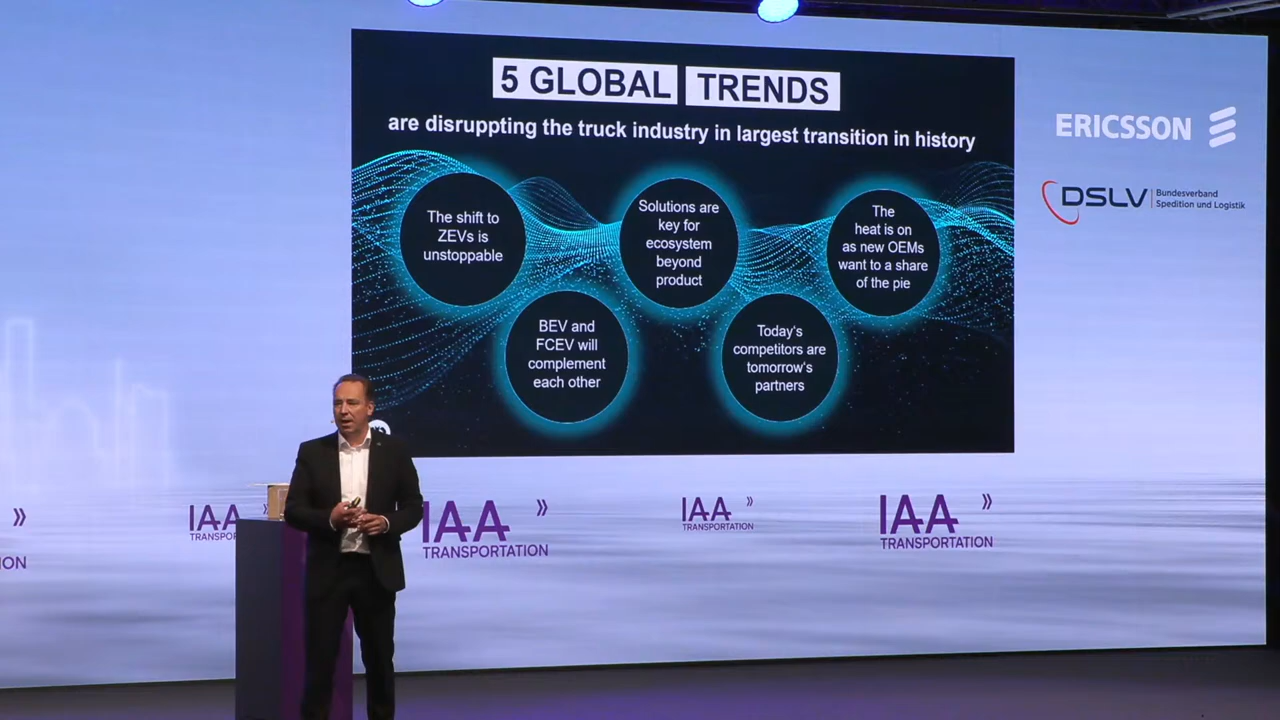 5 GLOBAL TRENDS
are disruppting the truck industry in largest transition in history
The shift to
ZEVs is
unstoppable
BEV and
FCEV will
complement
each other
Solutions are
key for
ecosystem
beyond
product
Today's
competitors are
tomorrow's
partners
The
heat is on
as new OEMs
want to a share
of the pie
ERICSSON
DSLV
Bundesverband
Spedition und Logistik
ION
IAA
TRANSPOR
IAA
TRANSPORTATION
IAA
TRANSPORTATION
IAA
TRANSPORTATION